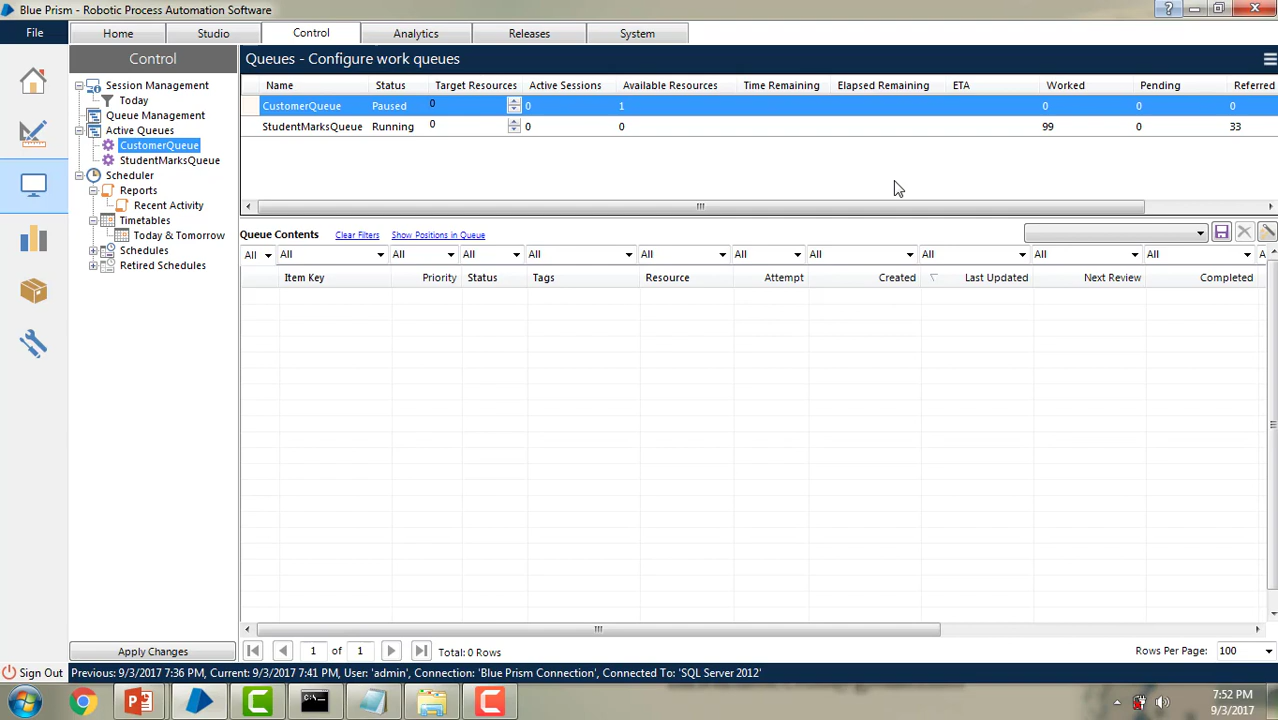 Blue Prism - Robotic Process Automation Software
File Home Studio Control Analytics Releases System
Control
Session Management
Today
Queue Management
Active Queues
CustomerQueue
StudentMarksQueue
Scheduler
Reports
Recent Activity
Timetables
Today & Tomorrow
Schedules
Retired Schedules
Apply Changes
Queues - Configure work queues
Name Status Target Resources Active Sessions Available Resources Time Remaining Elapsed Remaining ETA Worked Pending Referred
CustomerQueue Paused 0 0 1 0 0 0
StudentMarksQueue Running 0 0 0 99 0 33
Queue Contents Clear Filters Show Positions in Queue
All All All All All All All All All All All
Item Key Priority Status Tags Resource Attempt Created Last Updated Next Review Completed
1 of 1 Total: 0 Rows Rows Per Page: 100
Sign Out Previous: 9/3/2017 7:36 PM, Current: 9/3/2017 7:41 PM, User: 'admin', Connection: 'Blue Prism Connection', Connected To: 'SQL Server 2012'
7:52 PM
9/3/2017